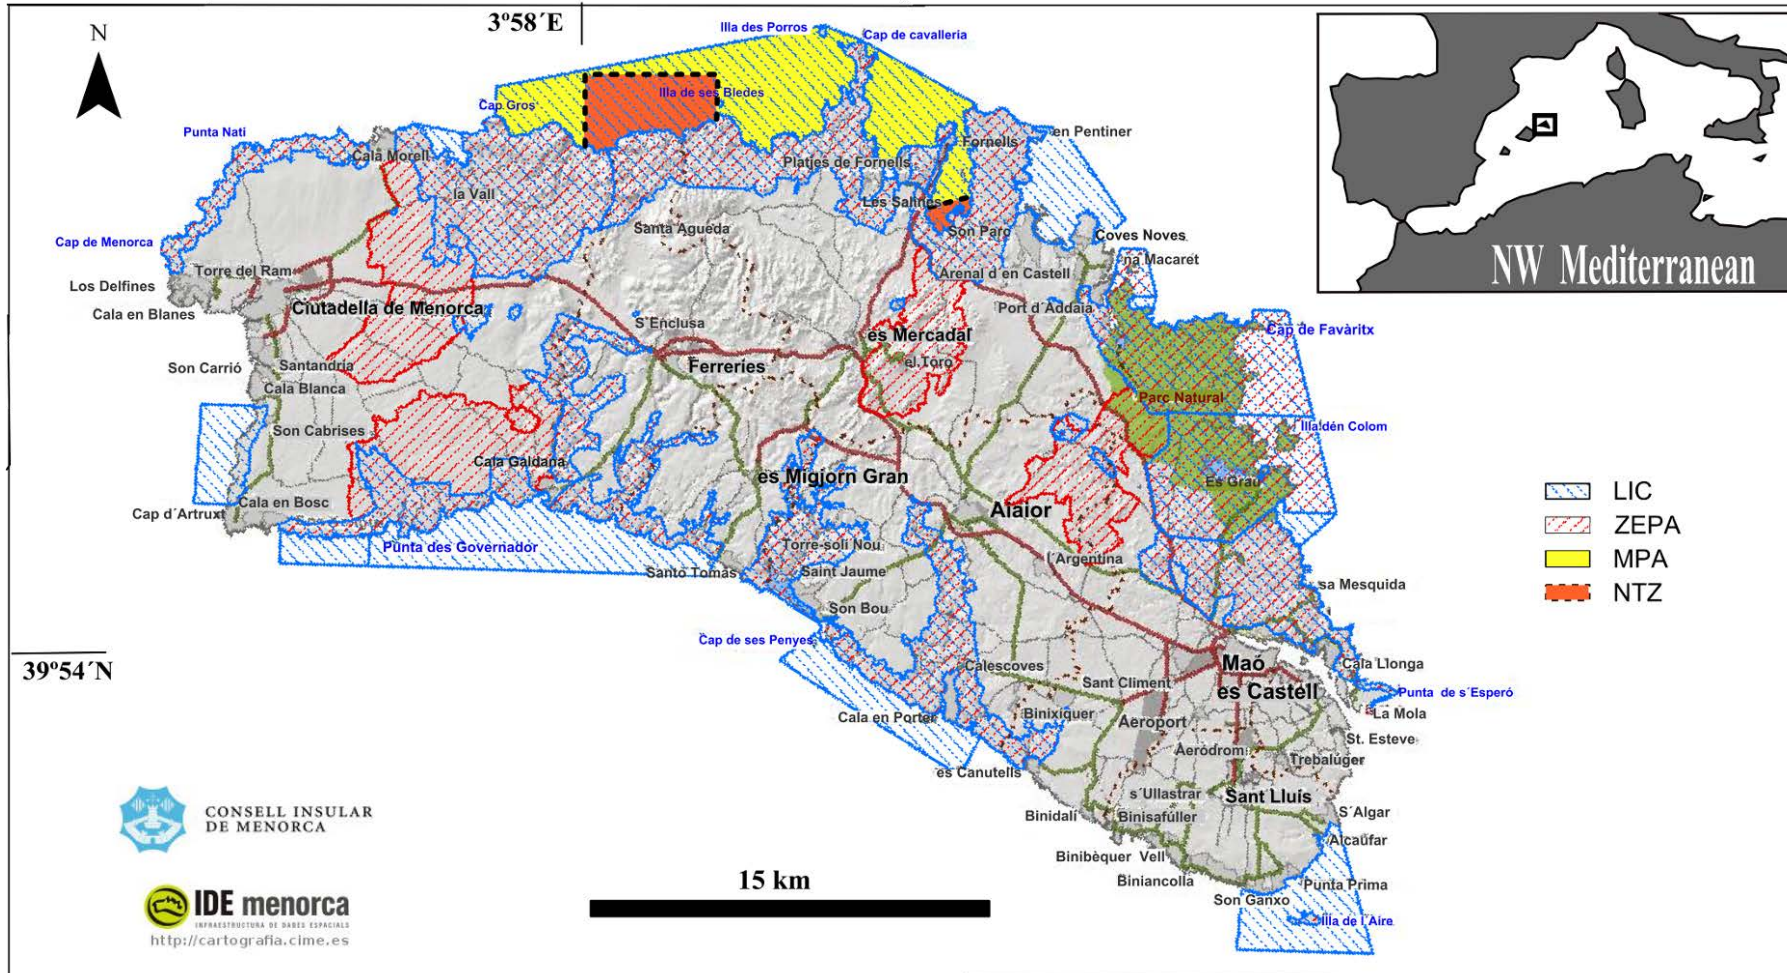 N
3º58´E
Illa des Porros
Cap de cavalleria
Illa de ses Bledes
Cap Gros
Punta Nati
en Pentiner
Fornells
Cala Morell
Platjes de Fornells
la Vall
Les Salines
Santa Agueda
Son Parc
Coves Noves
Cap de Menorca
na Macaret
Torre del Ram
Arenal d en Castell
Los Delfines
Ciutadella de Menorca
Port d´Addaia
Cala en Blanes
S´Enclusa
es Mercadal
Cap de Favàritx
el Toro
Ferreries
Son Carrió
Santandria
Cala Blanca
Parc Natural
Son Cabrises
Illa dén Colom
Cala Galdana
es Migjorn Gran
Es Grau
Cala en Bosc
Cap d´Artruxt
Alaior
Punta des Governador
Torre-soli Nou
l´Argentina
Santo Tomas
Saint Jaume
sa Mesquida
Son Bou
Cap de ses Penyes
39º54´N
Calescoves
Maó
Cala Llonga
Sant Climent
es Castell
Punta de s´Esperó
Cala en Porter
Binixiquer
Aeroport
La Mola
St. Esteve
Aeròdrom
Trebalúger
es Canutells
s´Ullastrar
Sant Lluís
S´Algar
Binidalí
Binisafúller
Alcaufar
Binibèquer Vell
Biniancolla
Punta Prima
Son Ganxo
Illa de l´Aire
NW Mediterranean
LIC
ZEPA
MPA
NTZ
CONSELL INSULAR
DE MENORCA
IDE menorca
INFRAESTRUCTURA DE DADES ESPACIALS
http://cartografia.cime.es
15 km